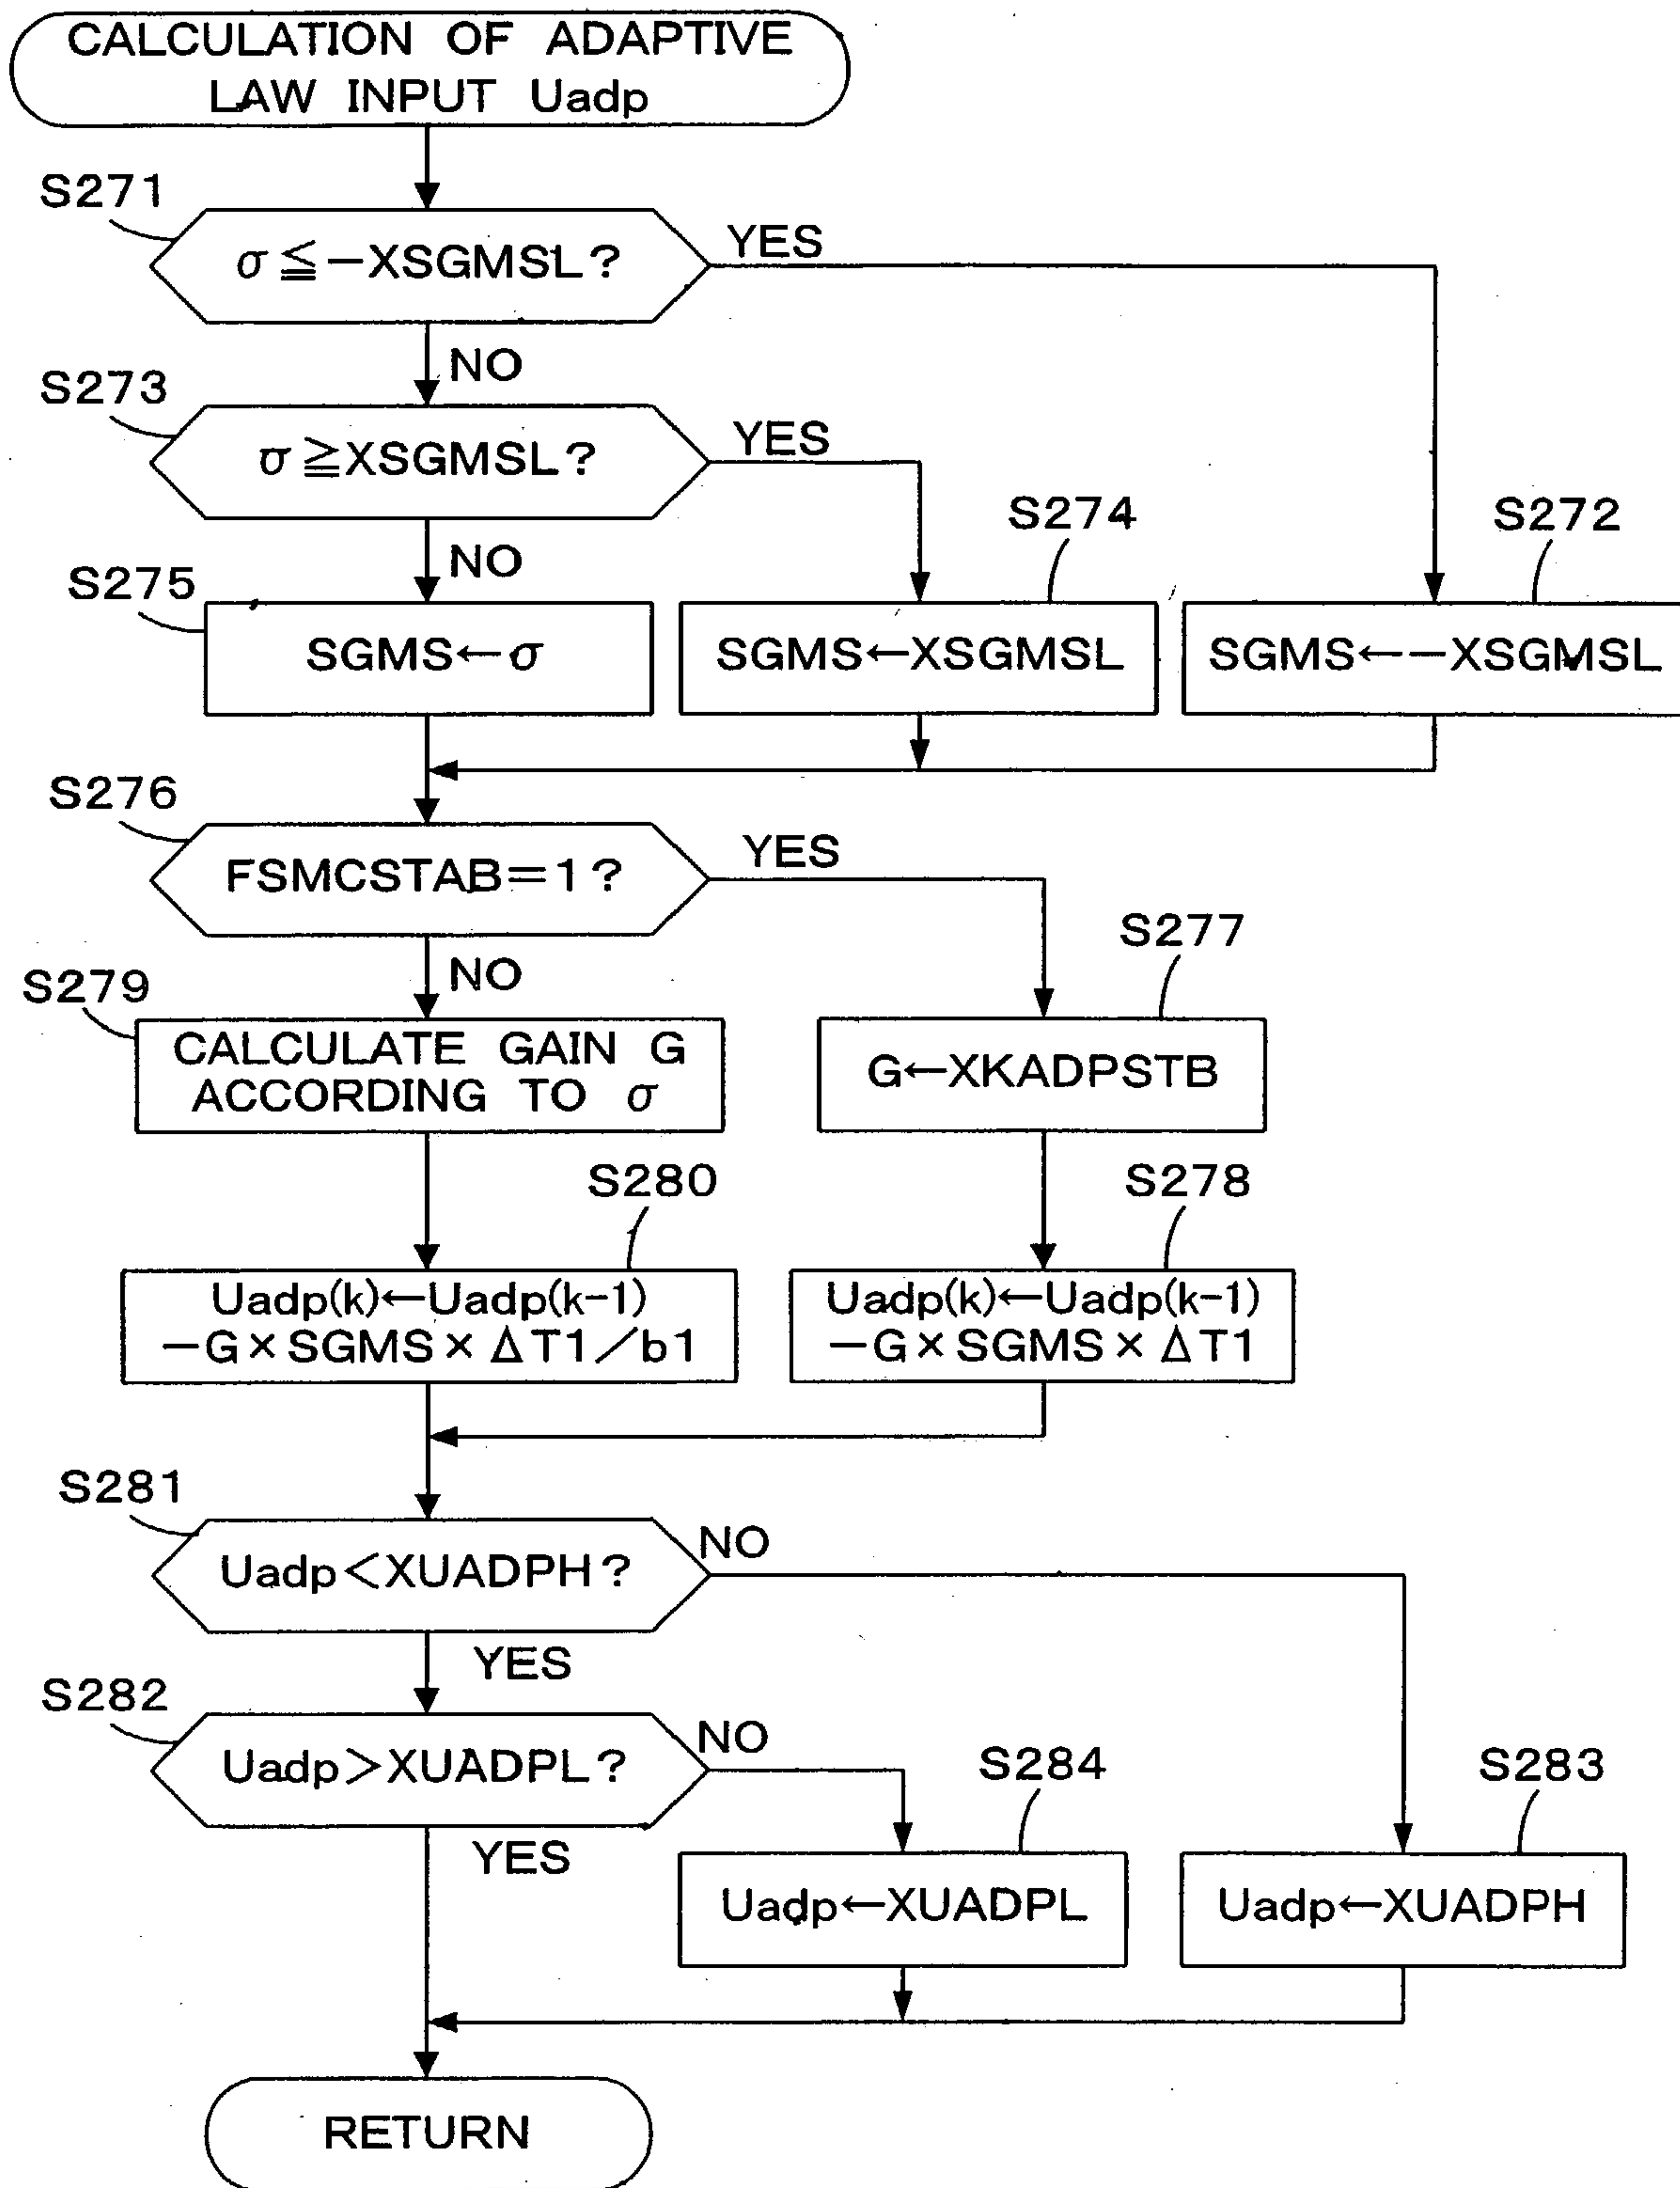 CALCULATION OF ADAPTIVE
LAW INPUT Uadp
S271
σ≦−XSGMSL?
YES
NO
S273
σ≧XSGMSL?
YES
NO
S274
S272
S275
SGMS←σ
SGMS←XSGMSL
SGMS←−XSGMSL
S276
FSMCSTAB=1?
YES
NO
S277
S279
CALCULATE GAIN G
ACCORDING TO σ
G←XKADPSTB
S280
S278
Uadp(k)←Uadp(k-1)
−G×SGMS×ΔT1/b1
Uadp(k)←Uadp(k-1)
−G×SGMS×ΔT1
S281
Uadp<XUADPH?
NO
YES
S282
Uadp>XUADPL?
NO
YES
S284
S283
Uadp←XUADPL
Uadp←XUADPH
RETURN